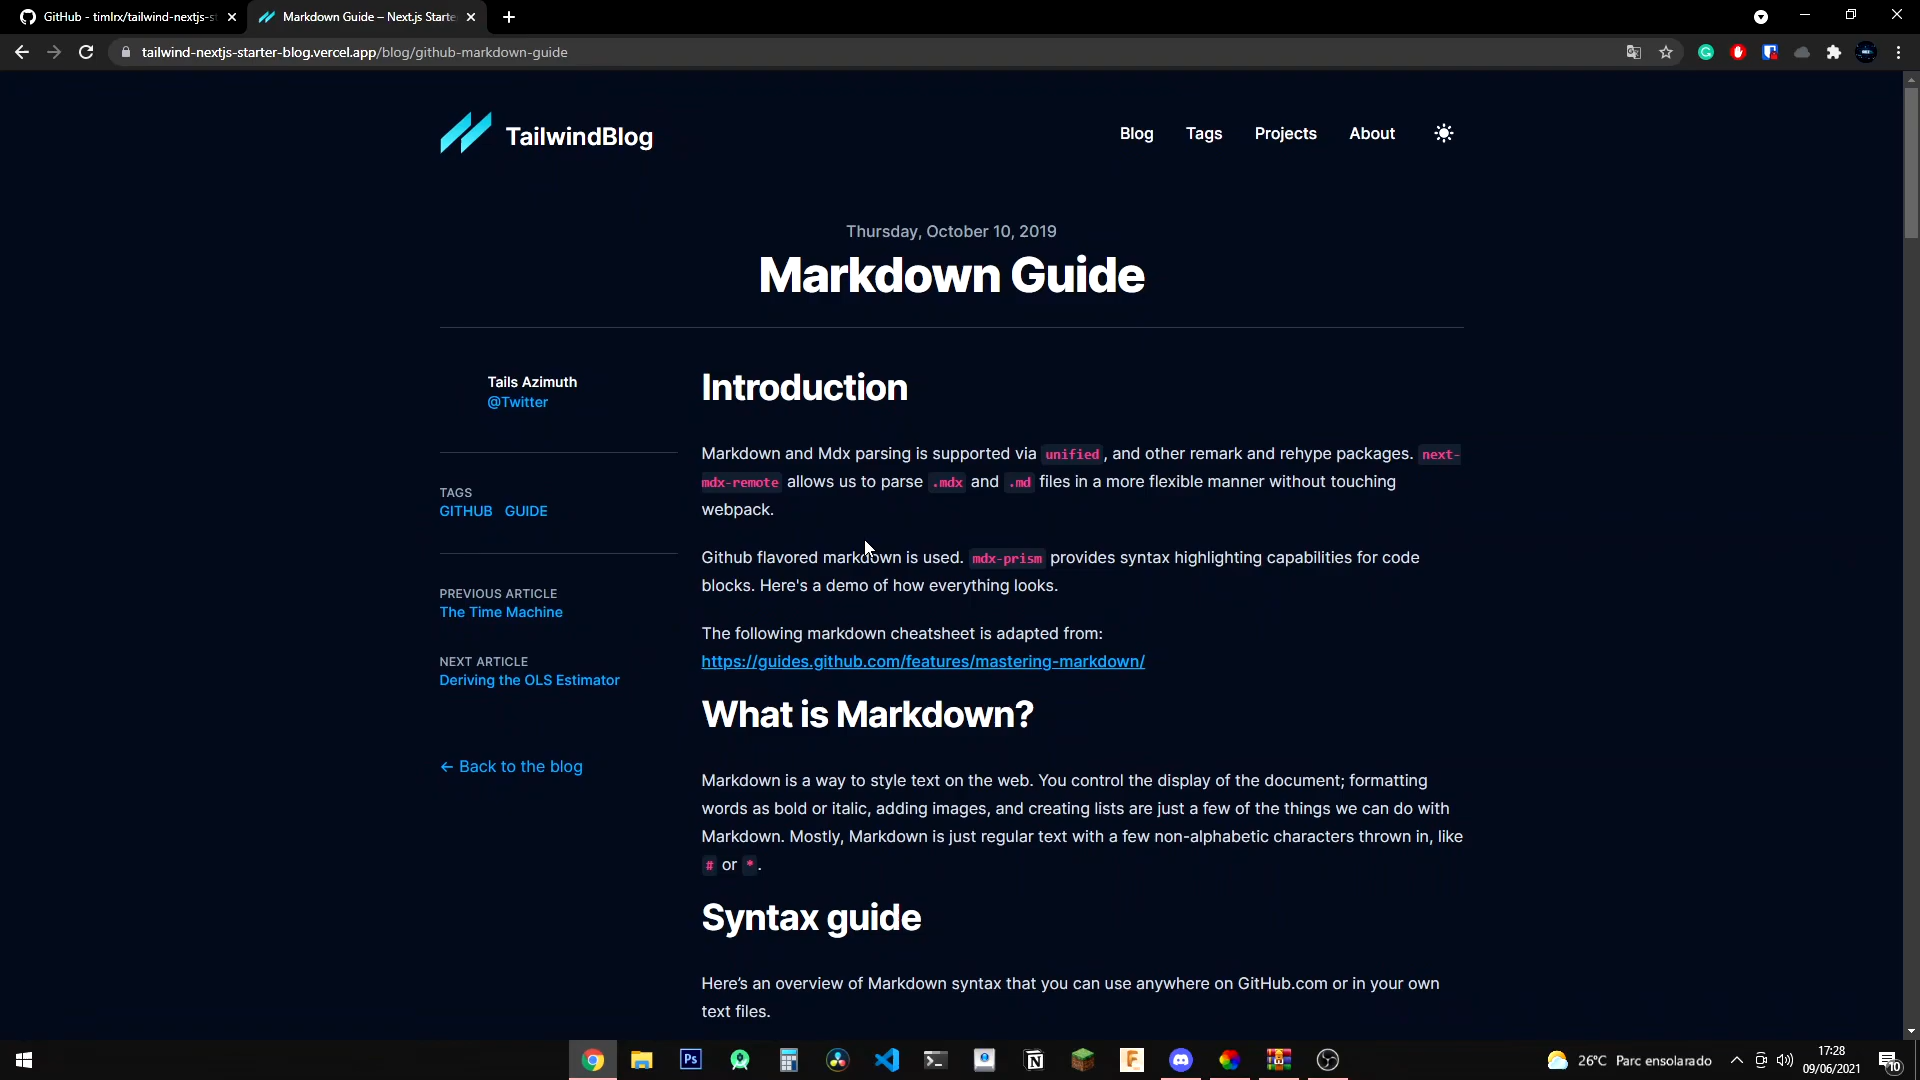 GitHub - timlrx/tailwind-nextjs-st
Markdown Guide – Next.js Starte
tailwind-nextjs-starter-blog.vercel.app/blog/github-markdown-guide
TailwindBlog
Blog
Tags
Projects
About
Thursday, October 10, 2019
Markdown Guide
Tails Azimuth
@Twitter
TAGS
GITHUB GUIDE
PREVIOUS ARTICLE
The Time Machine
NEXT ARTICLE
Deriving the OLS Estimator
← Back to the blog
Introduction
Markdown and Mdx parsing is supported via unified, and other remark and rehype packages. next-
mdx-remote allows us to parse .mdx and .md files in a more flexible manner without touching
webpack.
Github flavored markdown is used. mdx-prism provides syntax highlighting capabilities for code
blocks. Here's a demo of how everything looks.
The following markdown cheatsheet is adapted from:
https://guides.github.com/features/mastering-markdown/
What is Markdown?
Markdown is a way to style text on the web. You control the display of the document; formatting
words as bold or italic, adding images, and creating lists are just a few of the things we can do with
Markdown. Mostly, Markdown is just regular text with a few non-alphabetic characters thrown in, like
# or *.
Syntax guide
Here’s an overview of Markdown syntax that you can use anywhere on GitHub.com or in your own
text files.
Ps
26°C Parc ensolarado
17:28
09/06/2021
10